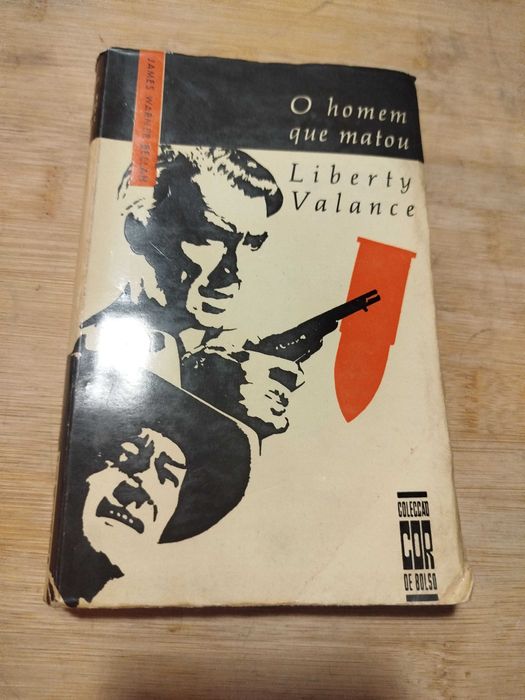 JAMES WARNER BELLAH
O homem
que matou
Liberty
Valance
COLECÇÃO
COR
DE BOLSO